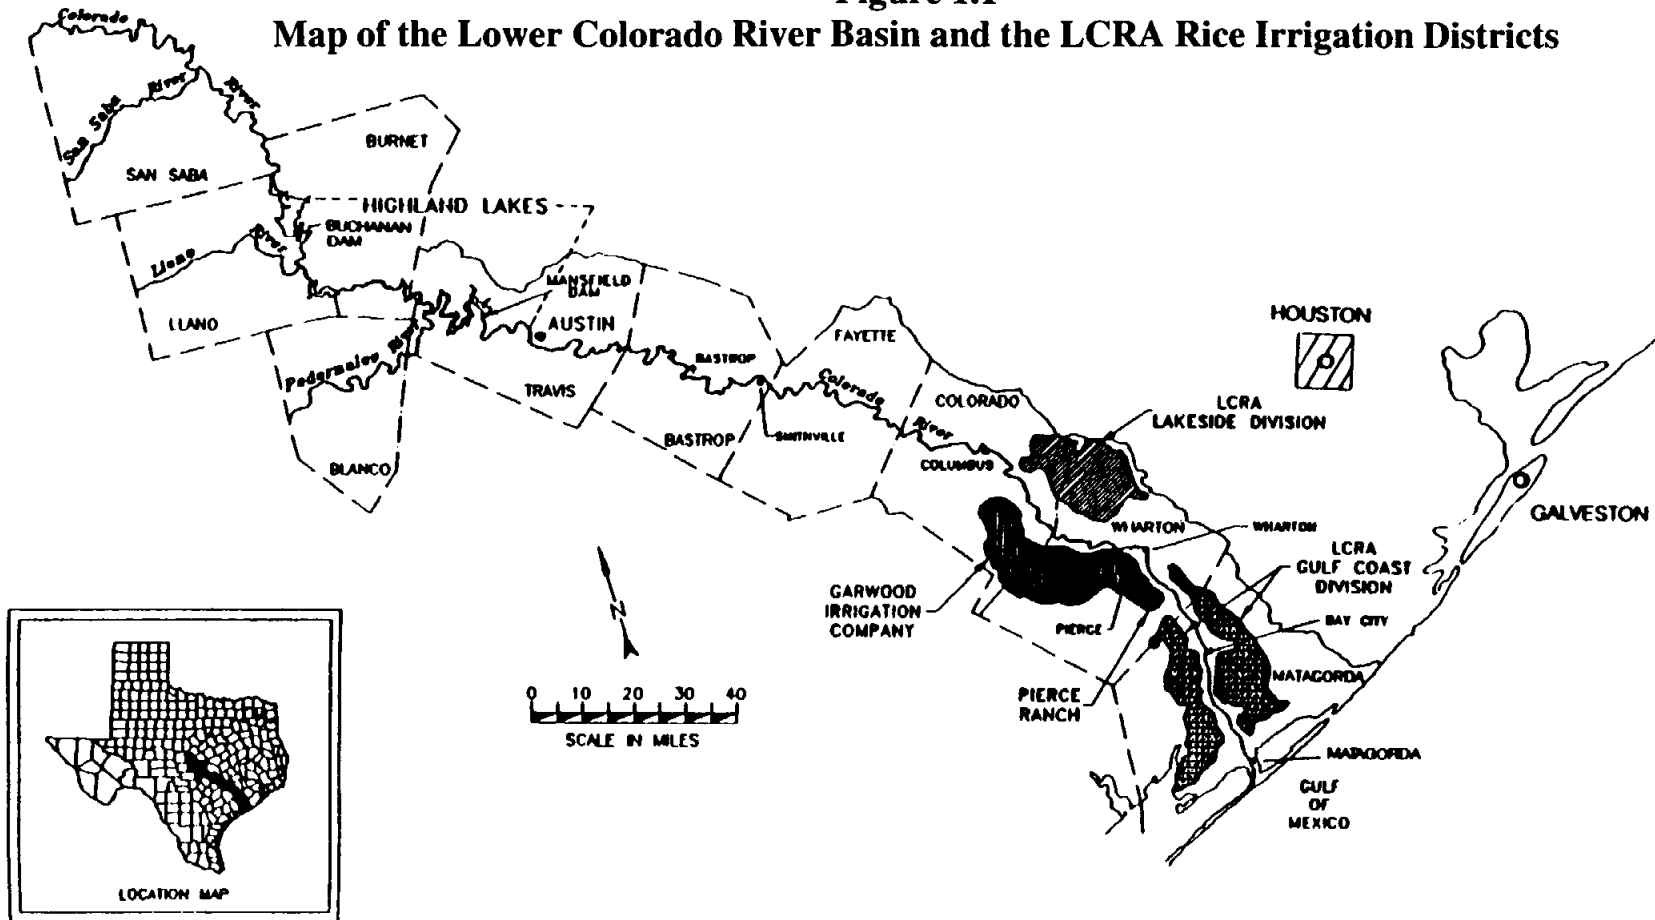 Figure 1.1
Map of the Lower Colorado River Basin and the LCRA Rice Irrigation Districts
Colorado
River
San Saba
River
BURNET
SAN SABA
HIGHLAND LAKES
BUCHANAN
DAM
River
Llano
MANSFIELD
DAM
LLANO
AUSTIN
Pedernales River
TRAVIS
BLANCO
BASTROP
BASTROP
SMITHVILLE
FAYETTE
Colorado
River
COLORADO
COLUMBUS
HOUSTON
LCRA
LAKESIDE DIVISION
GALVESTON
WHARTON
WHARTON
LCRA
GULF COAST
DIVISION
BAY CITY
GARWOOD
IRRIGATION
COMPANY
PIERCE
PIERCE
RANCH
MATAGORDA
MATAGORDA
GULF
OF
MEXICO
N
0 10 20 30 40
SCALE IN MILES
LOCATION MAP